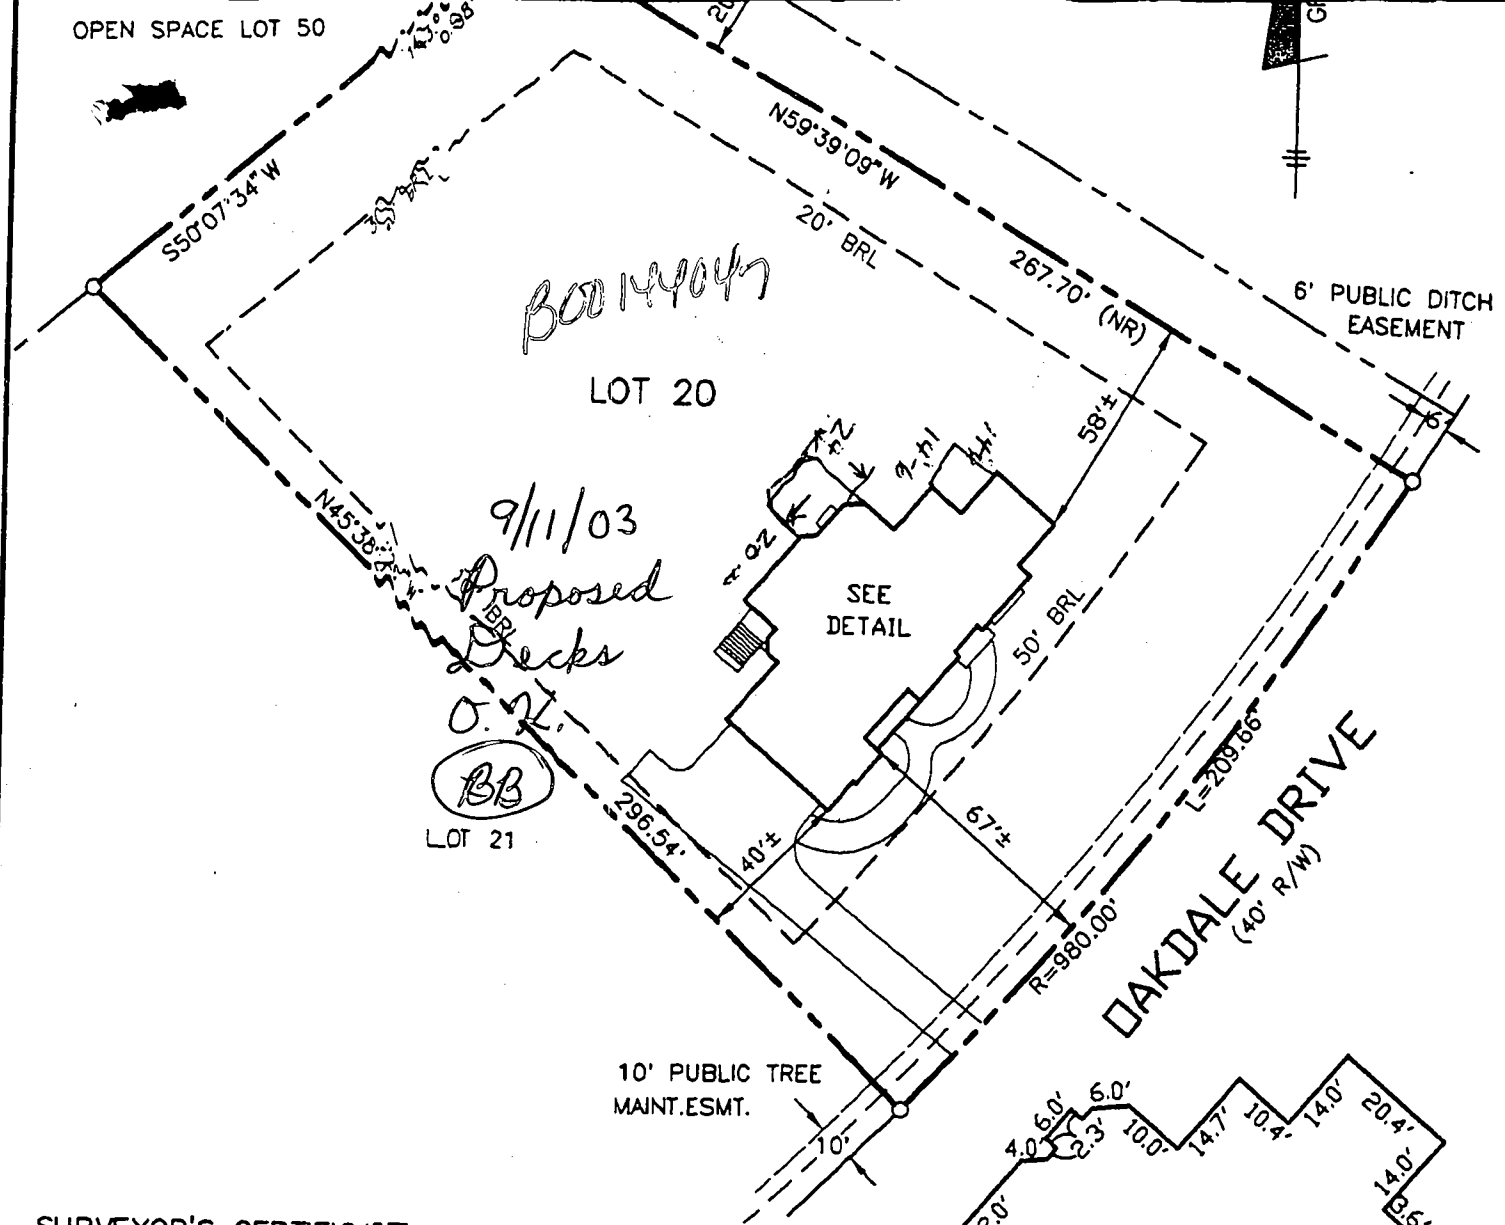 OPEN SPACE LOT 50
S50°07'34"W
N59°39'09"W
20' BRL
267.70' (NR)
6' PUBLIC DITCH
EASEMENT
6'
B00144047
LOT 20
58'±
N45°38'
9/11/03
Proposed
Decks
O.K.
BB
BRL
LOT 21
SEE
DETAIL
50' BRL
296.54'
40'±
67'±
L=209.66'
R=980.00'
OAKDALE DRIVE
(40' R/W)
10' PUBLIC TREE
MAINT.ESMT.
10'
4.0'
6.0'
2.3'
6.0'
10.0'
14.7'
10.4'
14.0'
20.4'
14.0'
SURVEYOR'S CERTIFICATE